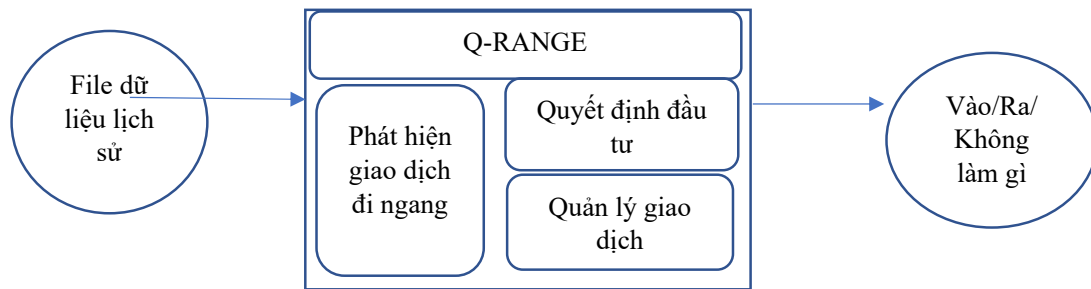 File dữ
liệu lịch
sử
Q-RANGE
Phát hiện
giao dịch
đi ngang
Quyết định đầu
tư
Quản lý giao
dịch
Vào/Ra/
Không
làm gì